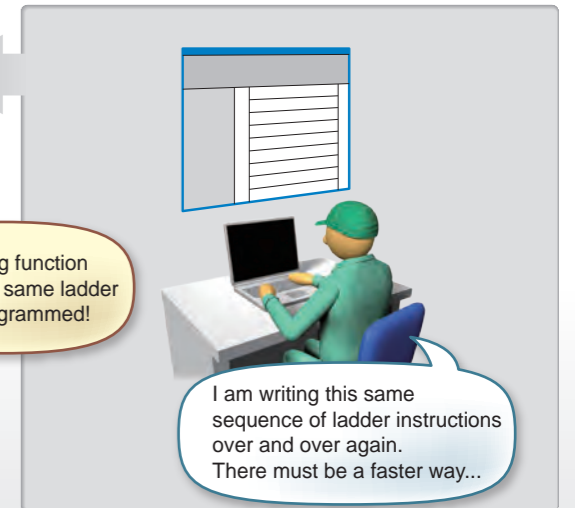 g function
same ladder
grammed!
I am writing this same
sequence of ladder instructions
over and over again.
There must be a faster way...